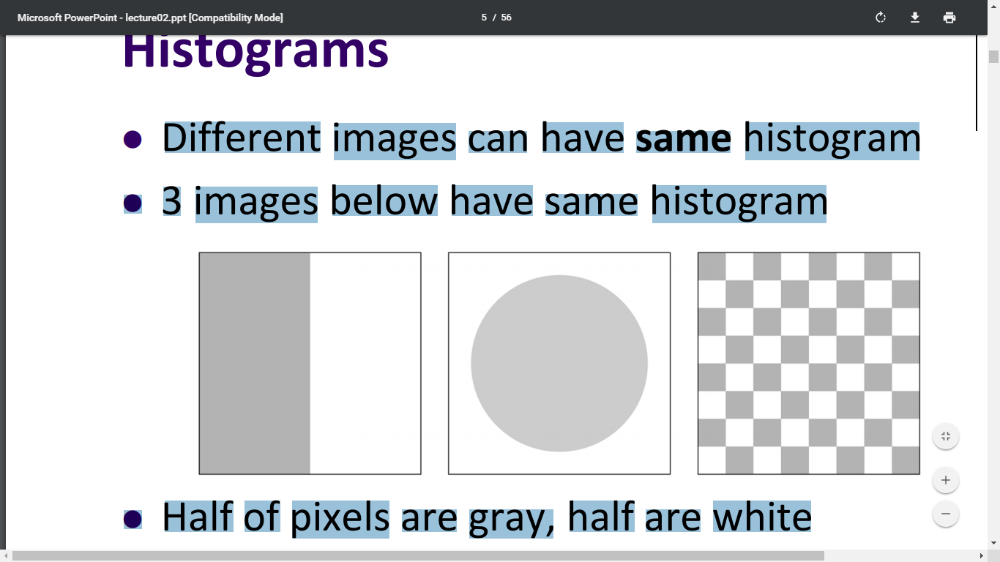 Microsoft PowerPoint - lecture02.ppt [Compatibility Mode]
5 / 56
Histograms
● Different images can have same histogram
● 3 images below have same histogram
● Half of pixels are gray, half are white